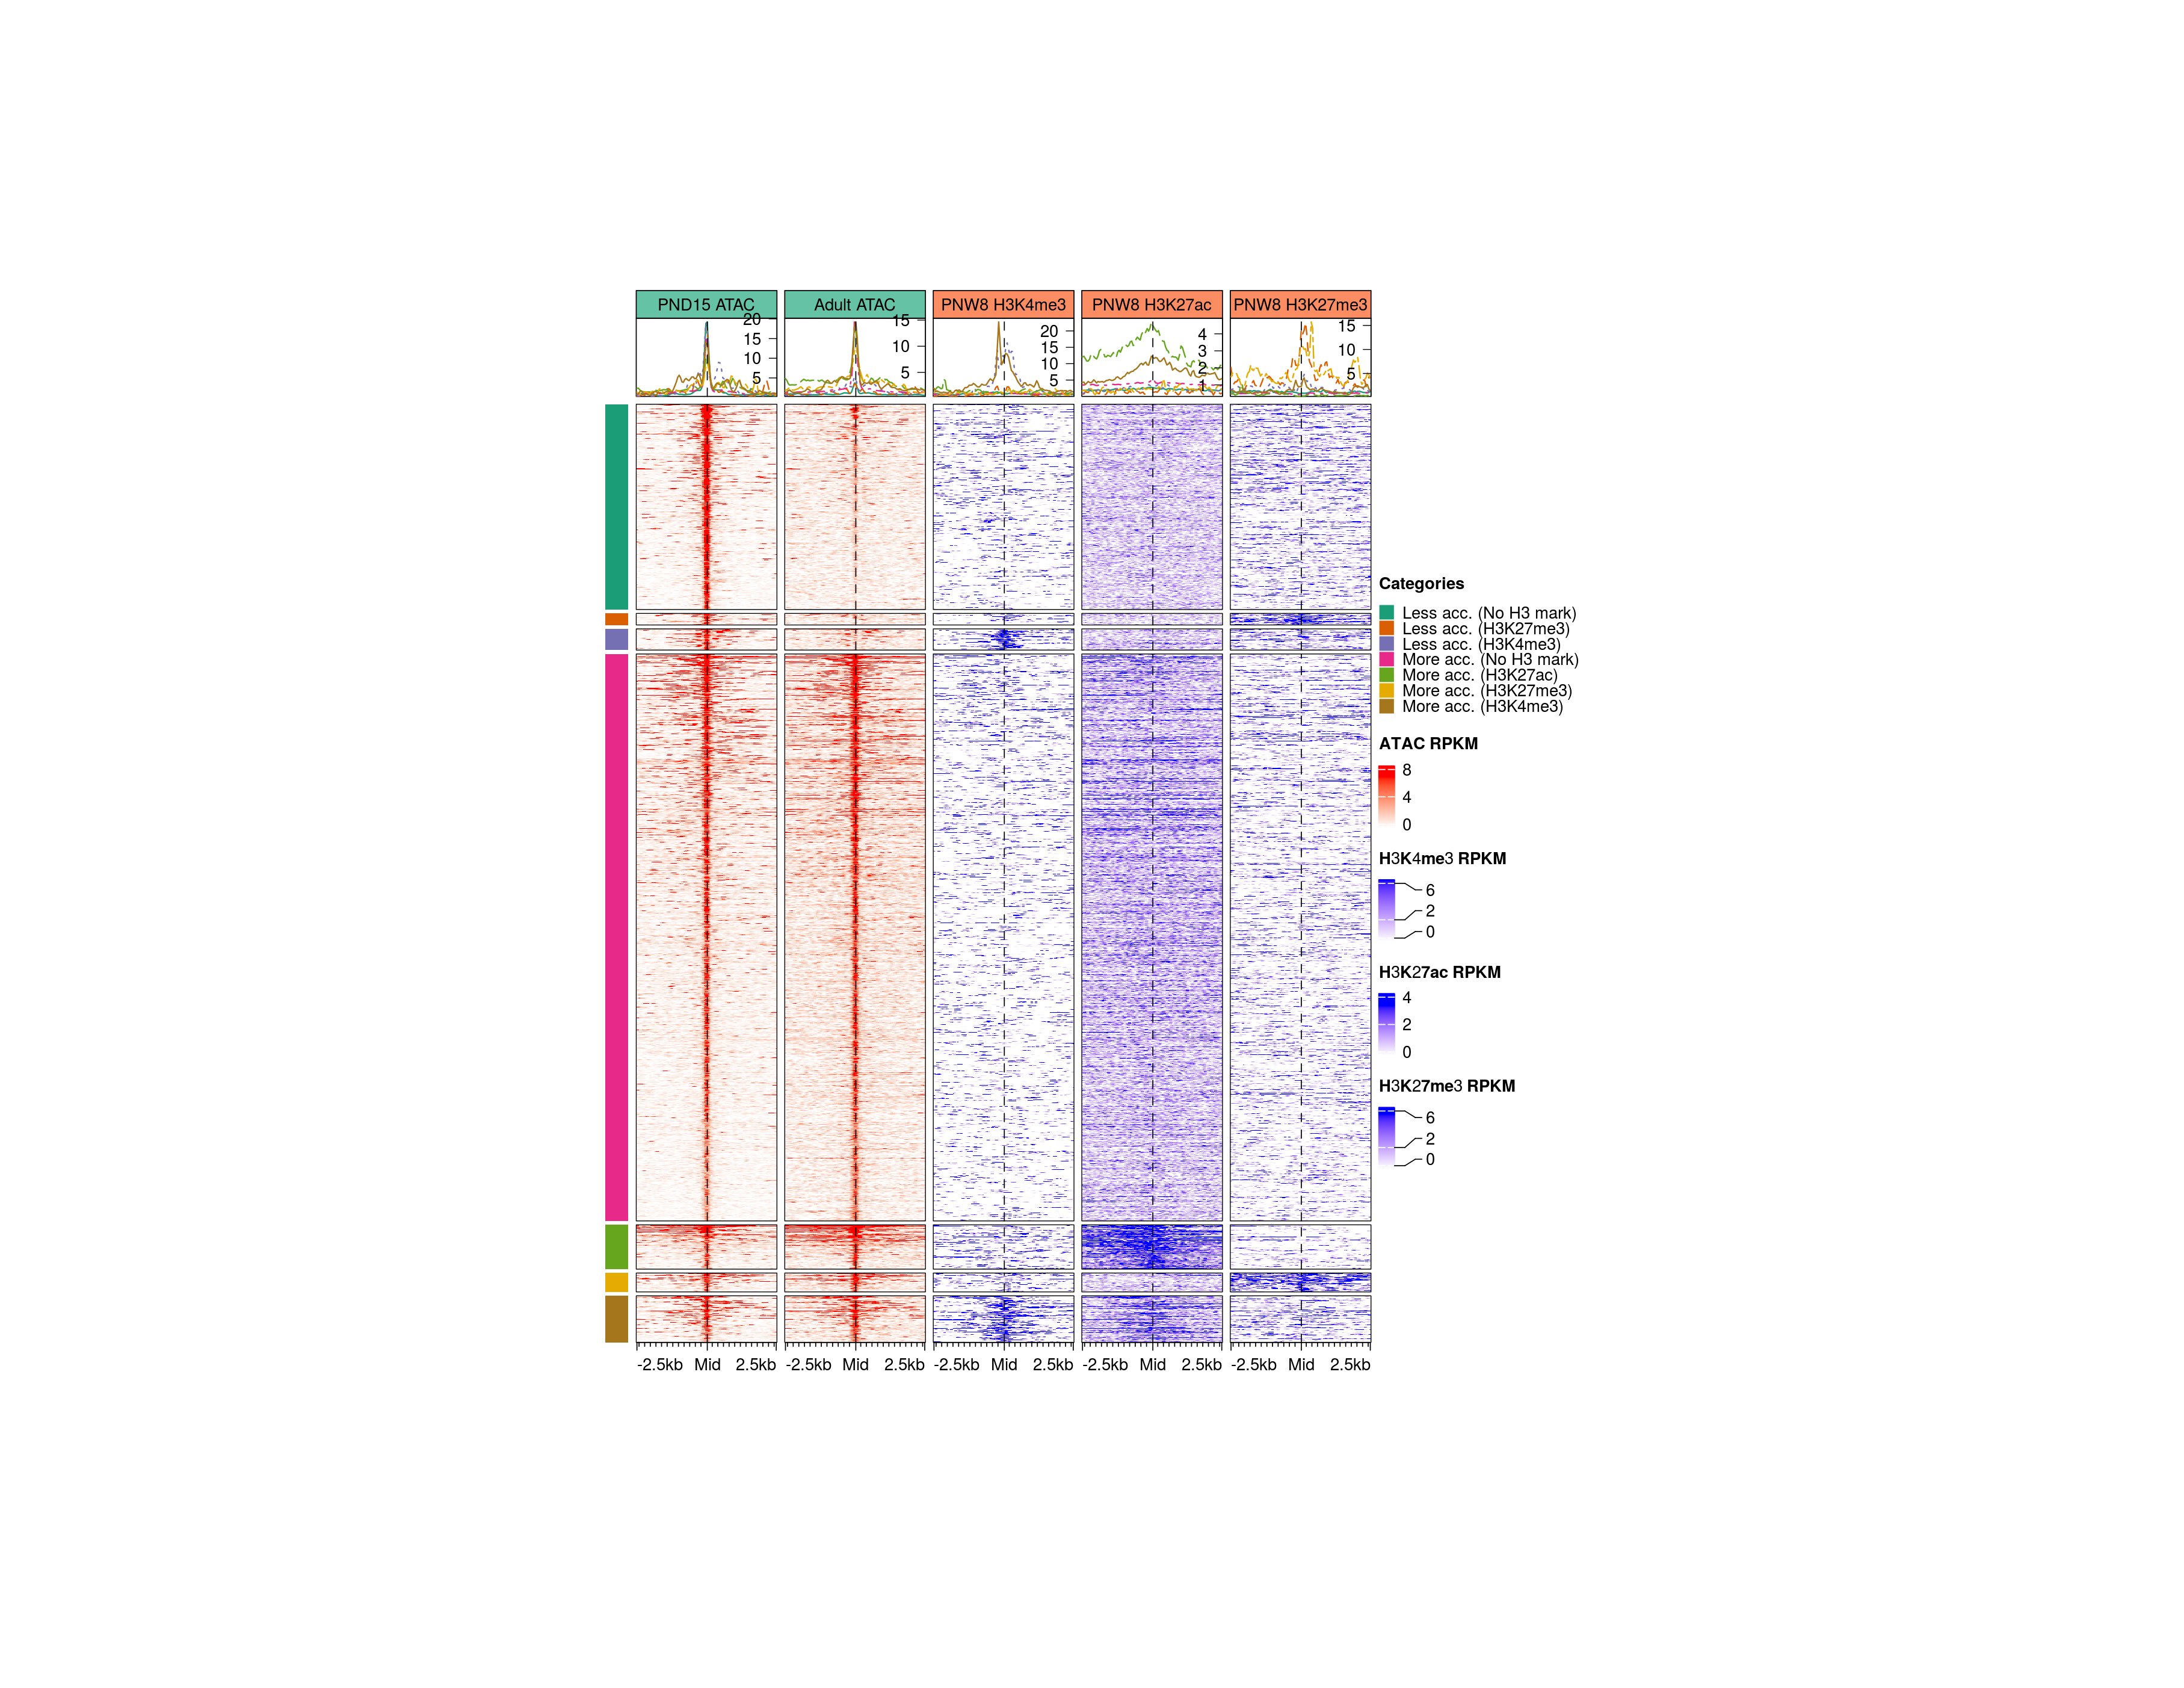 PND15 ATAC
Adult ATAC
PNW8 H3K4me3
PNW8 H3K27ac
PNW8 H3K27me3
20
15
10
5
15
10
5
20
15
10
5
4
3
2
1
15
10
5
Categories
Less acc. (No H3 mark)
Less acc. (H3K27me3)
Less acc. (H3K4me3)
More acc. (No H3 mark)
More acc. (H3K27ac)
More acc. (H3K27me3)
More acc. (H3K4me3)
ATAC RPKM
8
4
0
H3K4me3 RPKM
6
2
0
H3K27ac RPKM
4
2
0
H3K27me3 RPKM
6
2
0
-2.5kb Mid 2.5kb
-2.5kb Mid 2.5kb
-2.5kb Mid 2.5kb
-2.5kb Mid 2.5kb
-2.5kb Mid 2.5kb